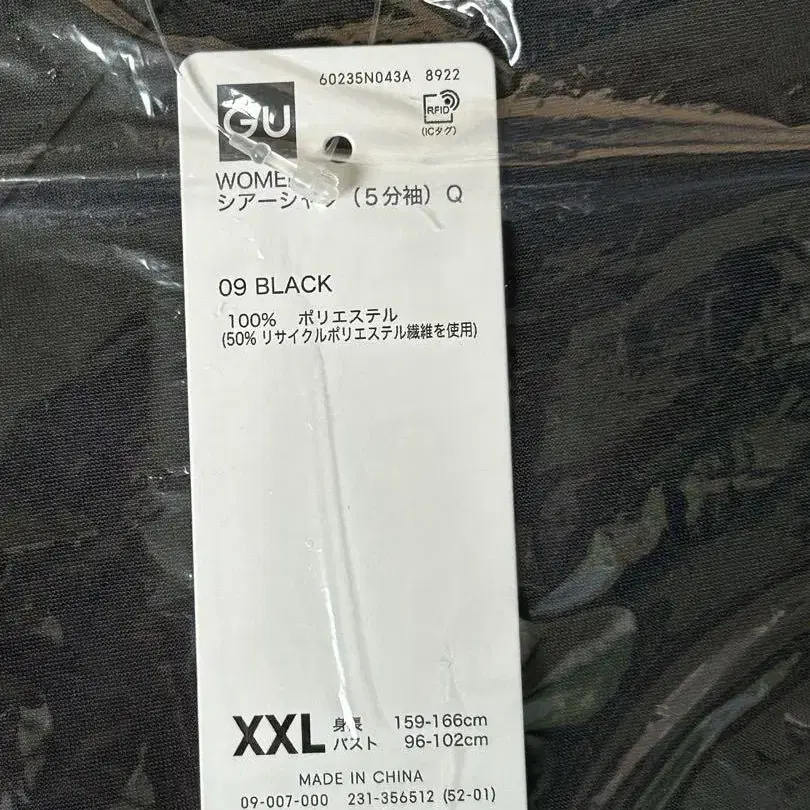 60235N043A 8922
GU
RFID
(ICタグ)
シアーシャツ（5分袖）Q
09 BLACK
100% ポリエステル
(50% リサイクルポリエステル繊維を使用)
XXL 身長 159-166cm
バスト 96-102cm
MADE IN CHINA
09-007-000 231-356512 (52-01)